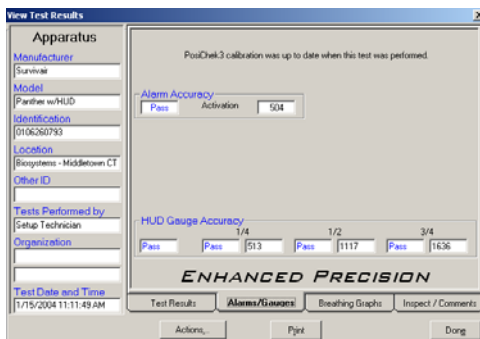 View Test Results
Apparatus
Manufacturer
Survivair
Model
Panther w/HUD
Identification
0106260793
Location
Biosystems - Middletown CT
Other ID
Tests Performed by
Setup Technician
Organization
Test Date and Time
1/15/2004 11:11:49 AM
PosiChek3 calibration was up to date when this test was performed.
Alarm Accuracy
Pass Activation 504
HUD Gauge Accuracy
1/4 1/2 3/4
Pass Pass 513 Pass 1117 Pass 1636
ENHANCED PRECISION
Test Results Alarms/Gauges Breathing Graphs Inspect / Comments
Actions,.. Print Done